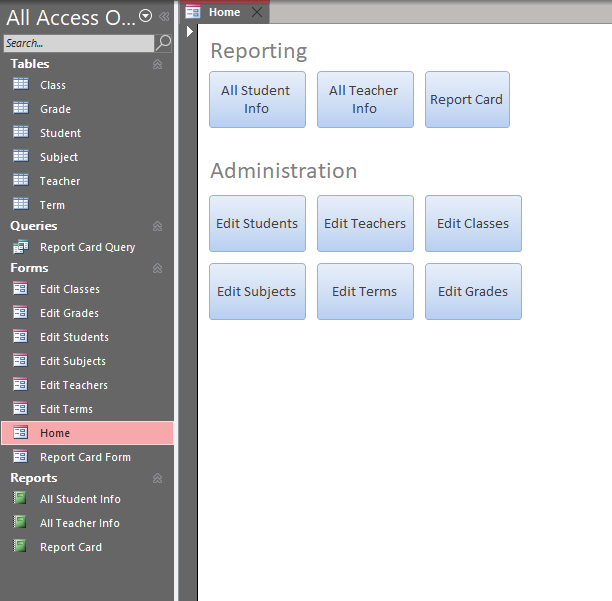 All Access O...
Search...
Tables
Class
Grade
Student
Subject
Teacher
Term
Queries
Report Card Query
Forms
Edit Classes
Edit Grades
Edit Students
Edit Subjects
Edit Teachers
Edit Terms
Home
Report Card Form
Reports
All Student Info
All Teacher Info
Report Card
Home
Reporting
All Student
Info
All Teacher
Info
Report Card
Administration
Edit Students
Edit Teachers
Edit Classes
Edit Subjects
Edit Terms
Edit Grades